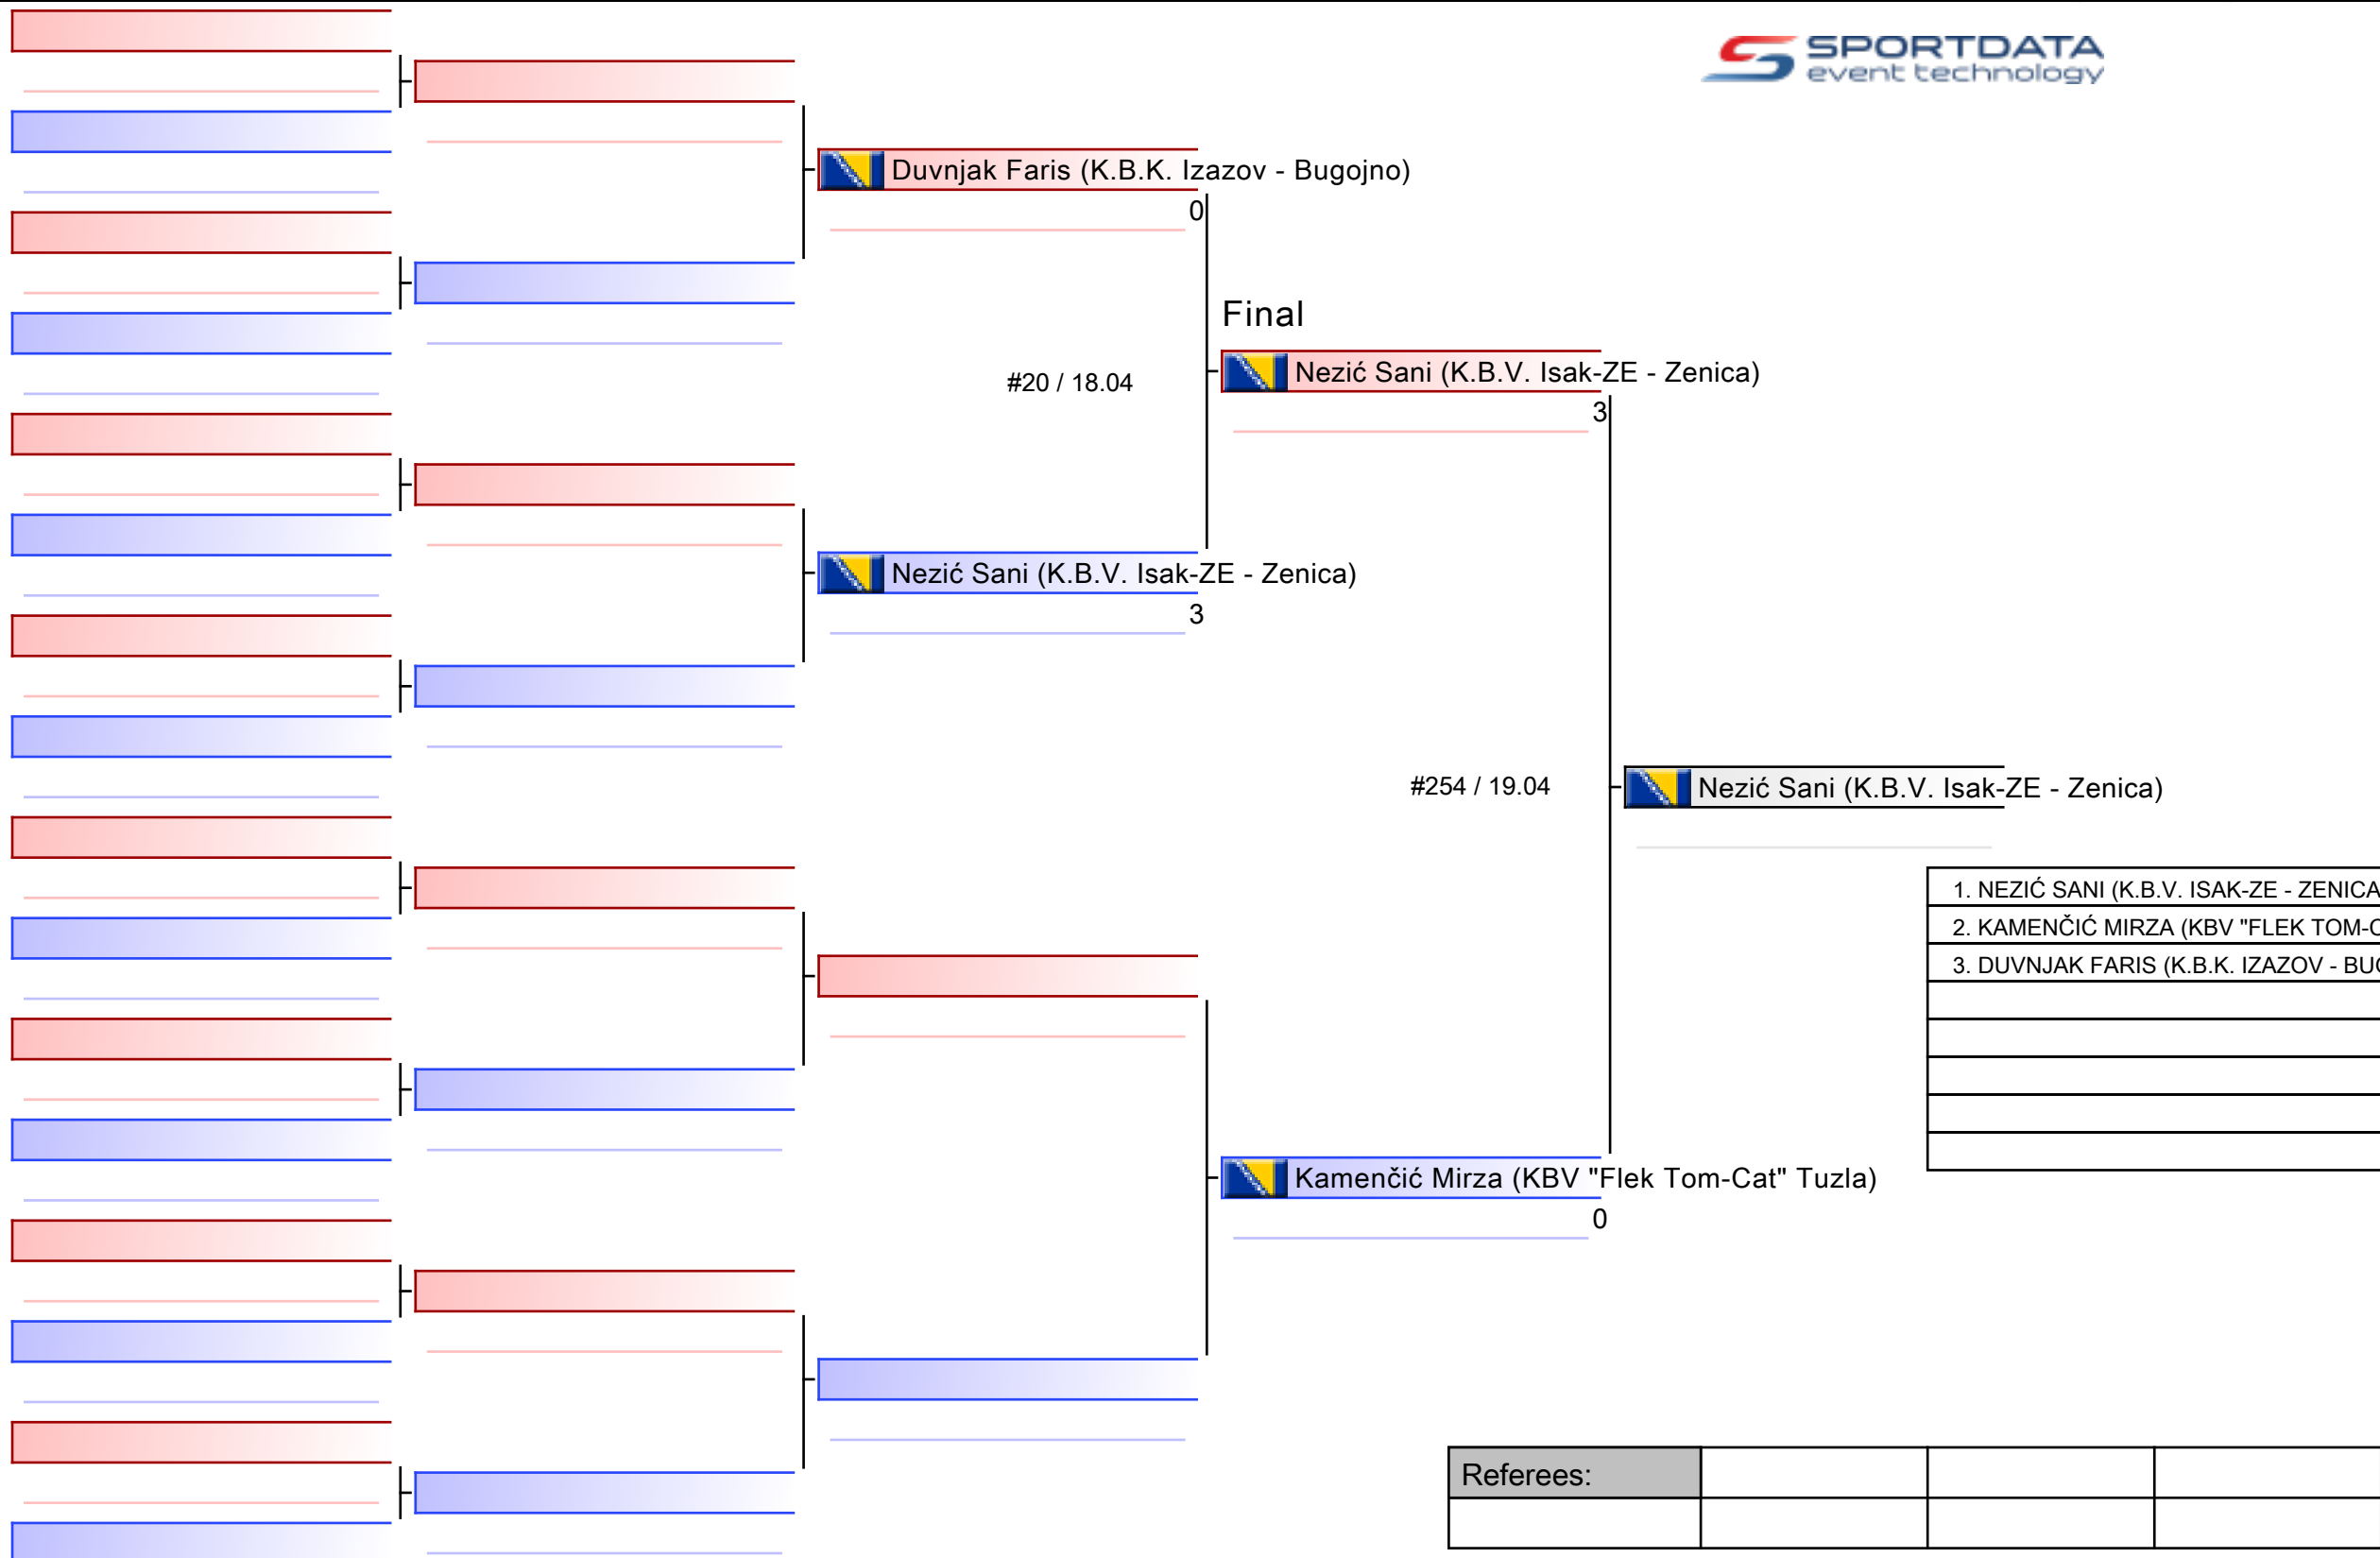 SPORTDATA
event technology
Duvnjak Faris (K.B.K. Izazov - Bugojno)
0
Final
#20 / 18.04
Nezić Sani (K.B.V. Isak-ZE - Zenica)
3
Nezić Sani (K.B.V. Isak-ZE - Zenica)
3
#254 / 19.04
Nezić Sani (K.B.V. Isak-ZE - Zenica)
1. NEZIĆ SANI (K.B.V. ISAK-ZE - ZENICA
2. KAMENČIĆ MIRZA (KBV "FLEK TOM-C
3. DUVNJAK FARIS (K.B.K. IZAZOV - BUG
Kamenčić Mirza (KBV "Flek Tom-Cat" Tuzla)
0
Referees: